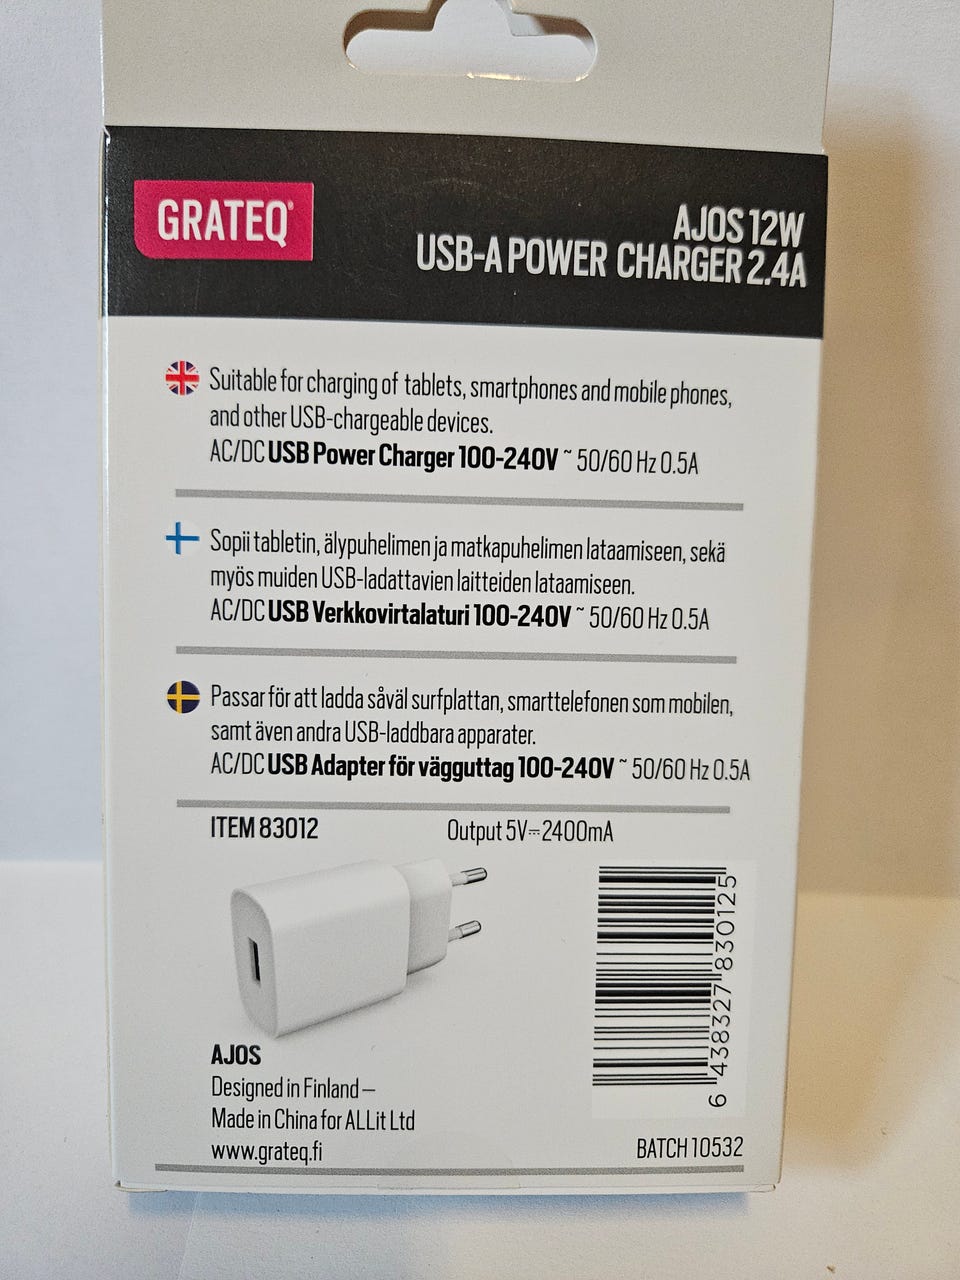 GRATEQ®
AJOS 12W
USB-A POWER CHARGER 2.4A
Suitable for charging of tablets, smartphones and mobile phones,
and other USB-chargeable devices.
AC/DC USB Power Charger 100-240V ~ 50/60 Hz 0.5A
Sopii tabletin, älypuhelimen ja matkapuhelimen lataamiseen, sekä
myös muiden USB-ladattavien laitteiden lataamiseen.
AC/DC USB Verkkovirtalaturi 100-240V ~ 50/60 Hz 0.5A
Passar för att ladda såväl surfplattan, smarttelefonen som mobilen,
samt även andra USB-laddbara apparater.
AC/DC USB Adapter för vägguttag 100-240V ~ 50/60 Hz 0.5A
ITEM 83012
Output 5V⎓2400mA
6 438327 830125
AJOS
Designed in Finland –
Made in China for ALLit Ltd
www.grateq.fi
BATCH 10532